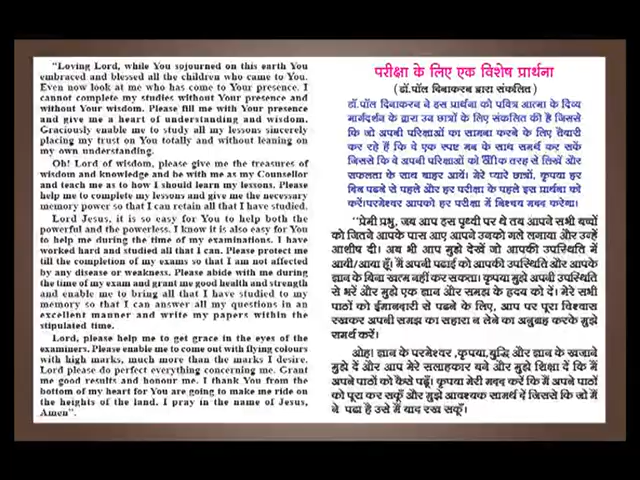 "Loving Lord, while You sojourned on this earth You
embraced and blessed all the children who came to You.
Even now look at me who has come to Your presence. I
cannot complete my studies without Your presence and
without Your wisdom. Please fill me with Your presence
and give me a heart of understanding and wisdom.
Graciously enable me to study all my lessons sincerely
placing my trust on You totally and without leaning on
my own understanding.
Oh! Lord of wisdom, please give me the treasures of
wisdom and knowledge and be with me as my Counsellor
and teach me as to how I should learn my lessons. Please
help me to complete my lessons and give me the necessary
memory power so that I can retain all that I have studied.
Lord Jesus, it is so easy for You to help both the
powerful and the powerless. I know it is also easy for You
to help me during the time of my examinations. I have
worked hard and studied all that I can. Please protect me
till the completion of my exams so that I am not affected
by any disease or weakness. Please abide with me during
the time of my exam and grant me good health and strength
and enable me to bring all that I have studied to my
memory so that I can answer all my questions in an
excellent manner and write my papers within the
stipulated time.
Lord, please help me to get grace in the eyes of the
examiners. Please enable me to come out with flying colours
with high marks, much more than the marks I desire.
Lord please do perfect everything concerning me. Grant
me good results and honour me. I thank You from the
bottom of my heart for You are going to make me ride on
the heights of the land. I pray in the name of Jesus,
Amen".
परीक्षा के लिए एक विशेष प्रार्थना
(डॉ.पॉल दिनाकरन द्वारा संकलित)
डॉ.पॉल दिनाकरन ने इस प्रार्थना को पवित्र आत्मा के दिव्य
मार्गदर्शन के द्वारा उन छात्रों के लिए संकलित की है जिससे
कि जो अपनी परिक्षाओं का सामना करने के लिए तैयारी
कर रहे हैं कि वे एक स्पष्ट मन के साथ समर्थ कर सकें
जिससे कि वे अपनी परिक्षाओं को ठीक तरह से लिखें और
सफलता के साथ बाहर आयें। मेरे प्यारे छात्रों, कृपया हर
दिन पढने से पहले और हर परीक्षा के पहले इस प्रार्थना को
करें।परमेश्वर आपको हर परीक्षा में निश्चय मदद करेगा।
"प्रेमी प्रभु, जब आप इस पृथ्वी पर थे तब आपने सभी बच्चों
को जितने आपके पास आए आपने उनको गले लगाया और उन्हें
आशीष दी। अब भी आप मुझे देखें जो आपकी उपस्थिति में
आयी/आया हूँ। मैं अपनी पढाई को आपकी उपस्थिति और आपके
ज्ञान के बिना खत्म नहीं कर सकता। कृपया मुझे अपनी उपस्थिति
से भरें और मुझे एक ज्ञान और समझ के हृदय को दें। मेरे सभी
पाठों को ईमानदारी से पढने के लिए, आप पर पूरा विश्वास
रखकर अपनी समझ का सहारा न लेने का अनुग्रह करके मुझे
समर्थ करें।
ओह! ज्ञान के परमेश्वर ,कृपया,बुद्धि और ज्ञान के खजाने
मुझे दें और आप मेरे सलाहकार बनें और मुझे शिक्षा दें कि मैं
अपने पाठों को कैसे पढूँ। कृपया मेरी मदद करें कि मैं अपने पाठों
को पूरा कर सकूँ और मुझे आवश्यक सामर्थ दें जिससे कि जो मैं
ने पढा है उसे मैं याद रख सकूँ।